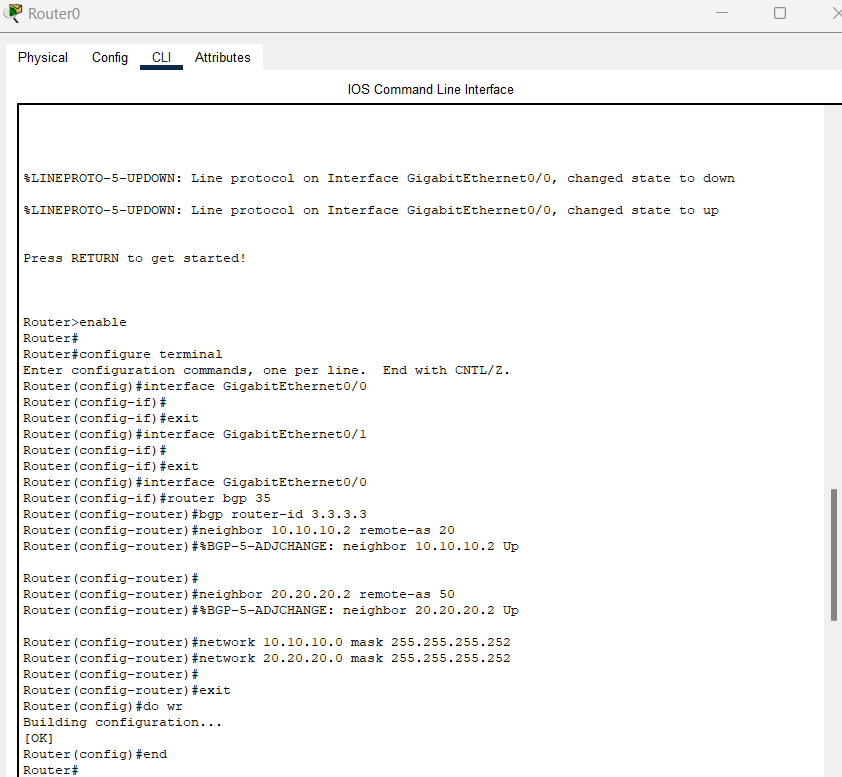 Router0
Physical Config CLI Attributes
IOS Command Line Interface
%LINEPROTO-5-UPDOWN: Line protocol on Interface GigabitEthernet0/0, changed state to down
%LINEPROTO-5-UPDOWN: Line protocol on Interface GigabitEthernet0/0, changed state to up
Press RETURN to get started!
Router>enable
Router#
Router#configure terminal
Enter configuration commands, one per line.  End with CNTL/Z.
Router(config)#interface GigabitEthernet0/0
Router(config-if)#
Router(config-if)#exit
Router(config)#interface GigabitEthernet0/1
Router(config-if)#
Router(config-if)#exit
Router(config)#interface GigabitEthernet0/0
Router(config-if)#router bgp 35
Router(config-router)#bgp router-id 3.3.3.3
Router(config-router)#neighbor 10.10.10.2 remote-as 20
Router(config-router)#%BGP-5-ADJCHANGE: neighbor 10.10.10.2 Up
Router(config-router)#
Router(config-router)#neighbor 20.20.20.2 remote-as 50
Router(config-router)#%BGP-5-ADJCHANGE: neighbor 20.20.20.2 Up
Router(config-router)#network 10.10.10.0 mask 255.255.255.252
Router(config-router)#network 20.20.20.0 mask 255.255.255.252
Router(config-router)#
Router(config-router)#exit
Router(config)#do wr
Building configuration...
[OK]
Router(config)#end
Router#